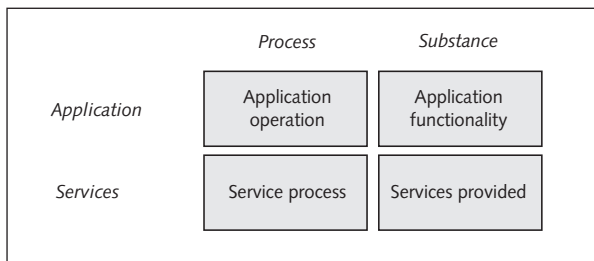 Process
Substance
Application
Application
operation
Application
functionality
Services
Service process
Services provided